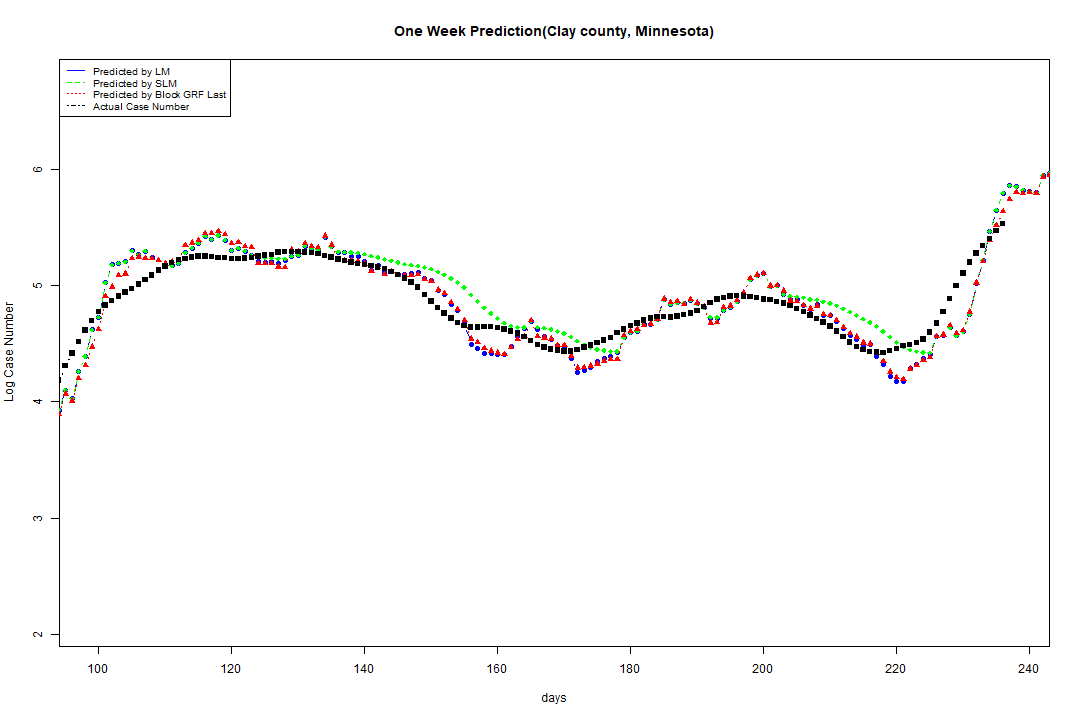 One Week Prediction(Clay county, Minnesota)
Predicted by LM
Predicted by SLM
Predicted by Block GRF Last
Actual Case Number
Log Case Number
6
5
4
3
2
100 120 140 160 180 200 220 240
days